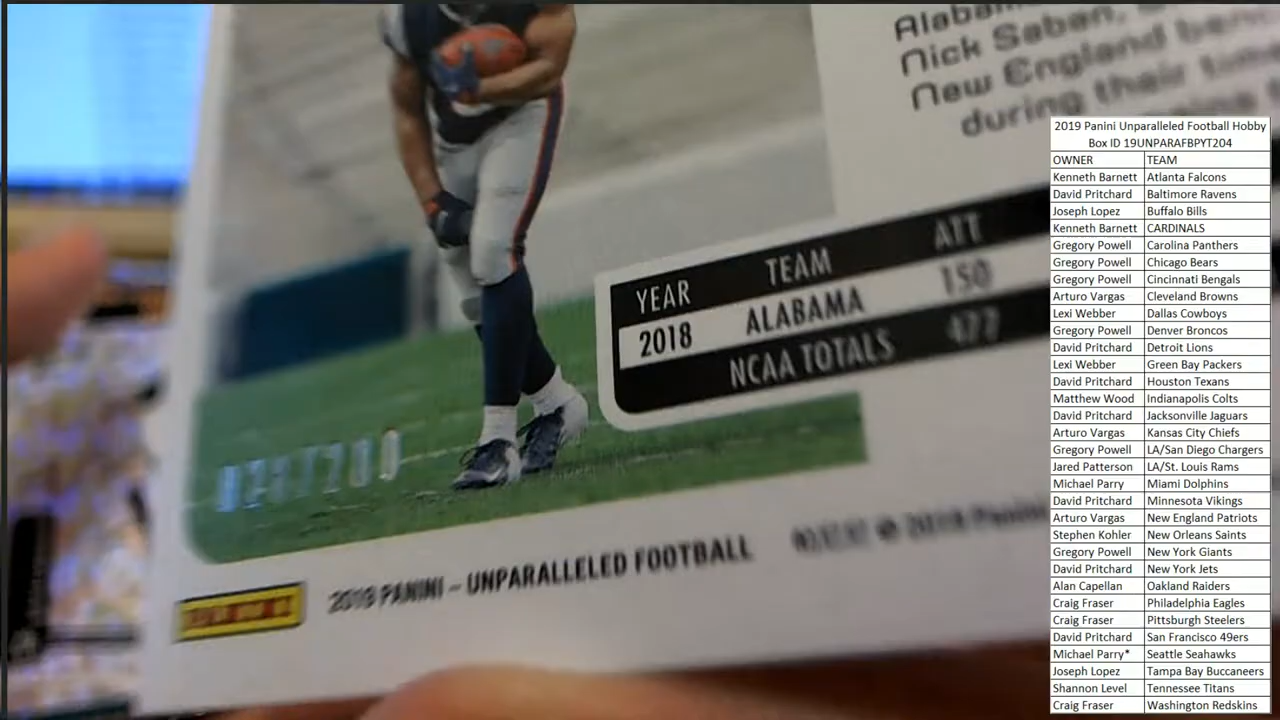 Alabama
Nick Saban,
New England
during their time
YEAR TEAM ATT
2018 ALABAMA 150
NCAA TOTALS
2019 PANINI – UNPARALLELED FOOTBALL
2019 Panini Unparalleled Football Hobby
Box ID 19UNPARAFBPYT204
OWNER TEAM
Kenneth Barnett Atlanta Falcons
David Pritchard Baltimore Ravens
Joseph Lopez Buffalo Bills
Kenneth Barnett CARDINALS
Gregory Powell Carolina Panthers
Gregory Powell Chicago Bears
Gregory Powell Cincinnati Bengals
Arturo Vargas Cleveland Browns
Lexi Webber Dallas Cowboys
Gregory Powell Denver Broncos
David Pritchard Detroit Lions
Lexi Webber Green Bay Packers
David Pritchard Houston Texans
Matthew Wood Indianapolis Colts
David Pritchard Jacksonville Jaguars
Arturo Vargas Kansas City Chiefs
Gregory Powell LA/San Diego Chargers
Jared Patterson LA/St. Louis Rams
Michael Parry Miami Dolphins
David Pritchard Minnesota Vikings
Arturo Vargas New England Patriots
Stephen Kohler New Orleans Saints
Gregory Powell New York Giants
David Pritchard New York Jets
Alan Capellan Oakland Raiders
Craig Fraser Philadelphia Eagles
Craig Fraser Pittsburgh Steelers
David Pritchard San Francisco 49ers
Michael Parry* Seattle Seahawks
Joseph Lopez Tampa Bay Buccaneers
Shannon Level Tennessee Titans
Craig Fraser Washington Redskins